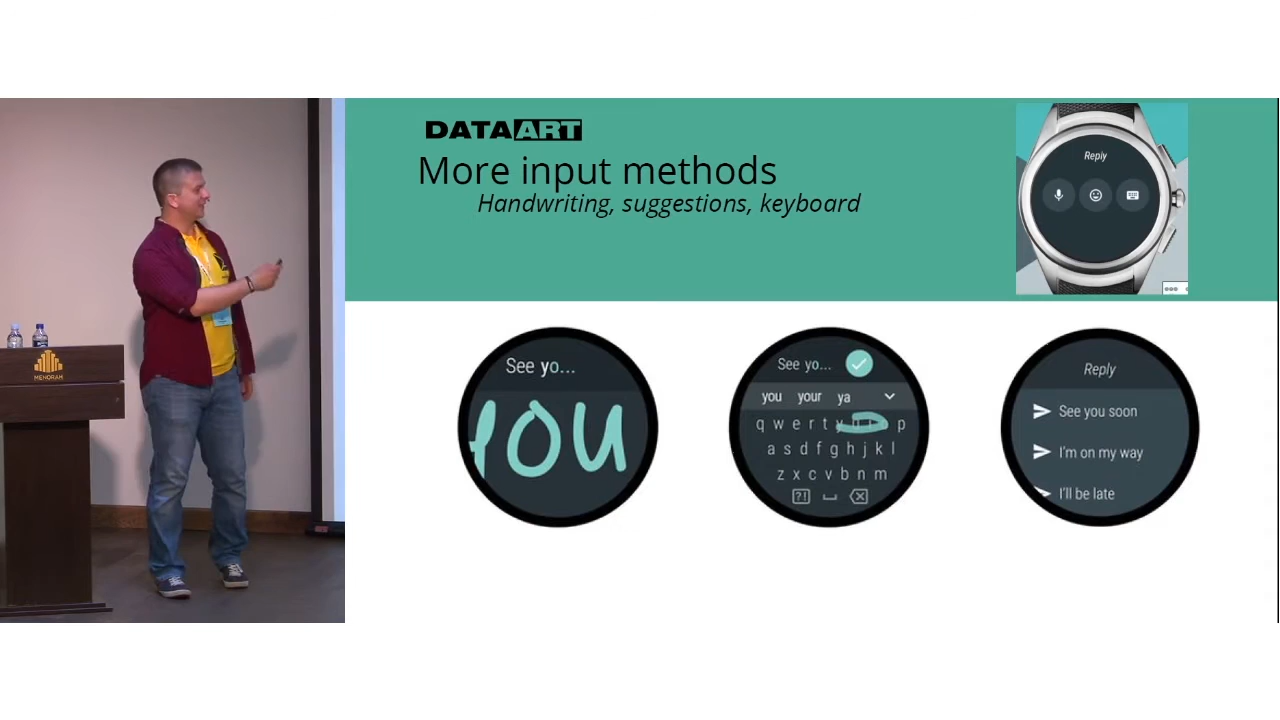 DATAART
More input methods
Handwriting, suggestions, keyboard
Reply
MENORAH
See yo...
you
See yo...
you your ya
q w e r t y u i p
a s d f g h j k l
z x c v b n m
?!
Reply
See you soon
I'm on my way
I'll be late